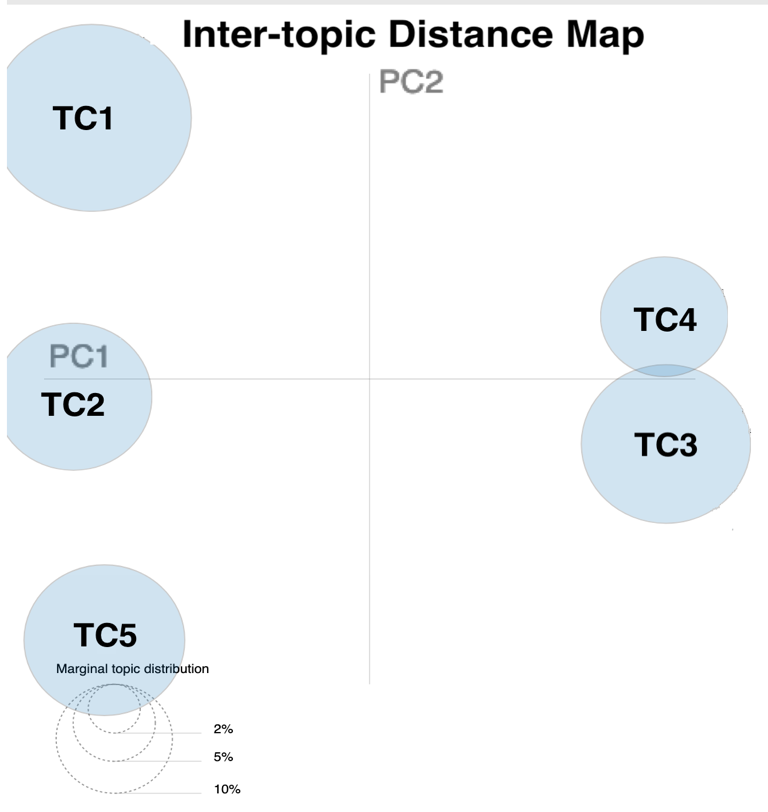 Inter-topic Distance Map
PC2
TC1
TC4
PC1
TC2
TC3
TC5
Marginal topic distribution
2%
5%
10%